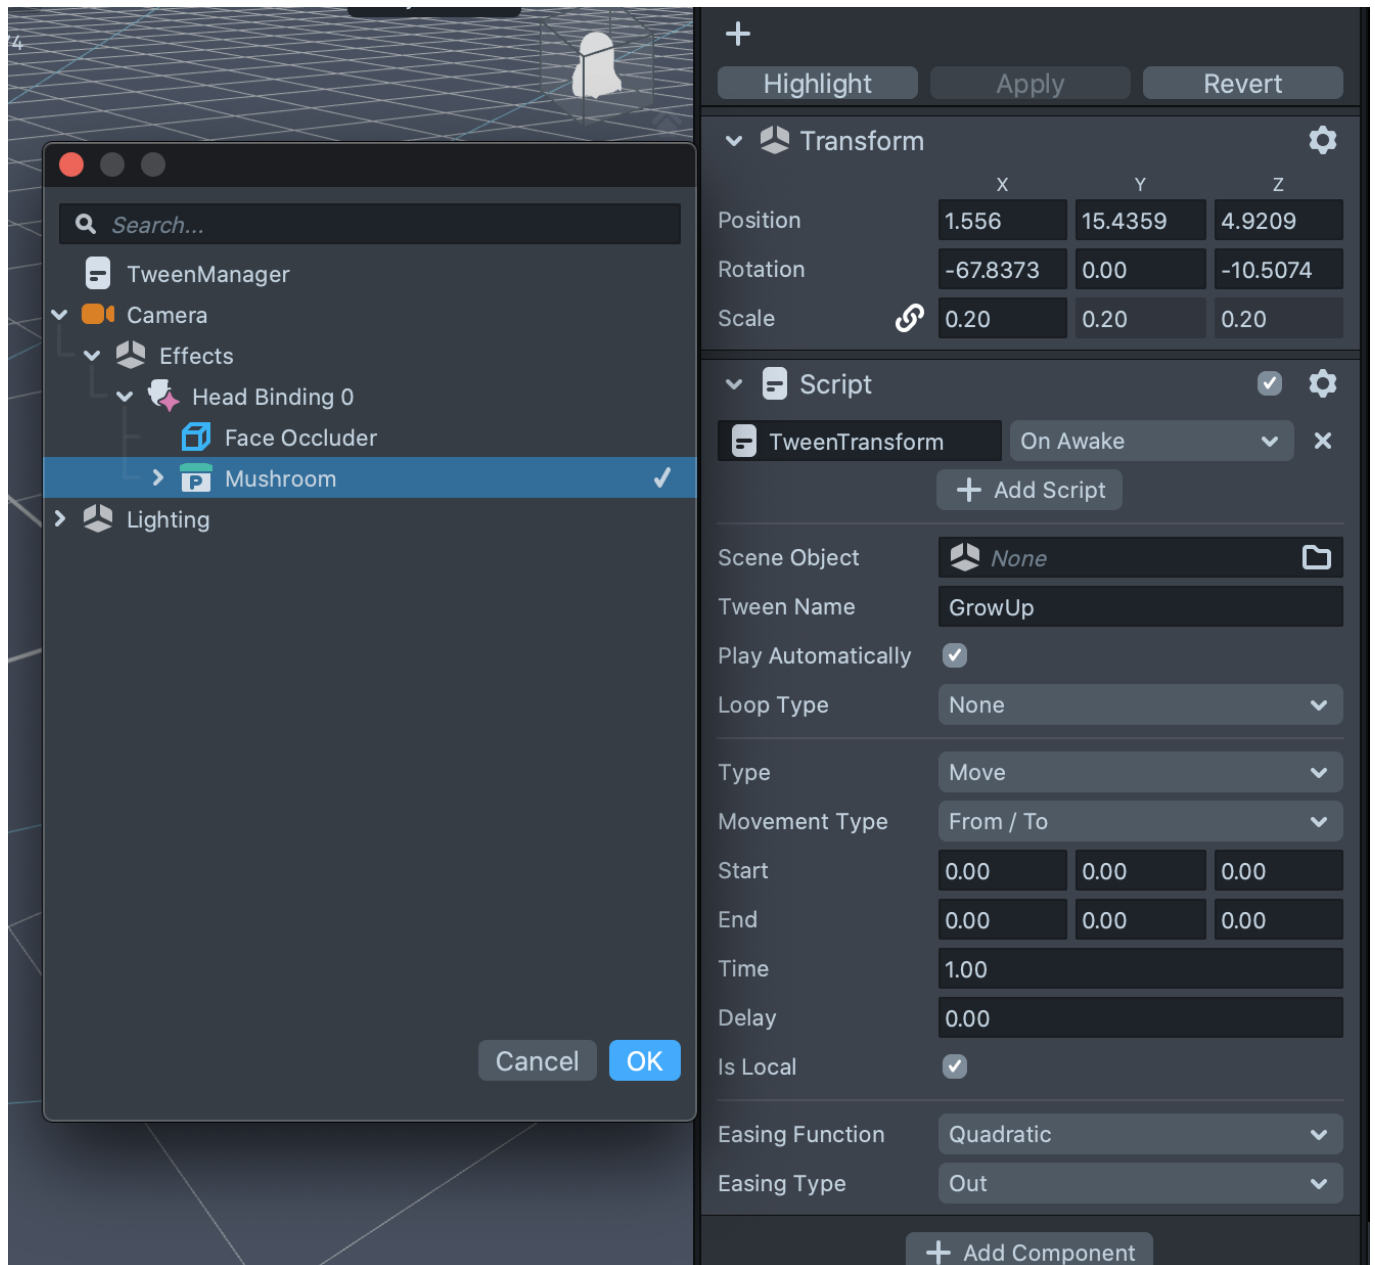 Search...
TweenManager
Camera
Effects
Head Binding 0
Face Occluder
Mushroom
Lighting
Cancel OK
Highlight Apply Revert
Transform
X Y Z
Position 1.556 15.4359 4.9209
Rotation -67.8373 0.00 -10.5074
Scale 0.20 0.20 0.20
Script
TweenTransform On Awake
Add Script
Scene Object None
Tween Name GrowUp
Play Automatically
Loop Type None
Type Move
Movement Type From / To
Start 0.00 0.00 0.00
End 0.00 0.00 0.00
Time 1.00
Delay 0.00
Is Local
Easing Function Quadratic
Easing Type Out
Add Component